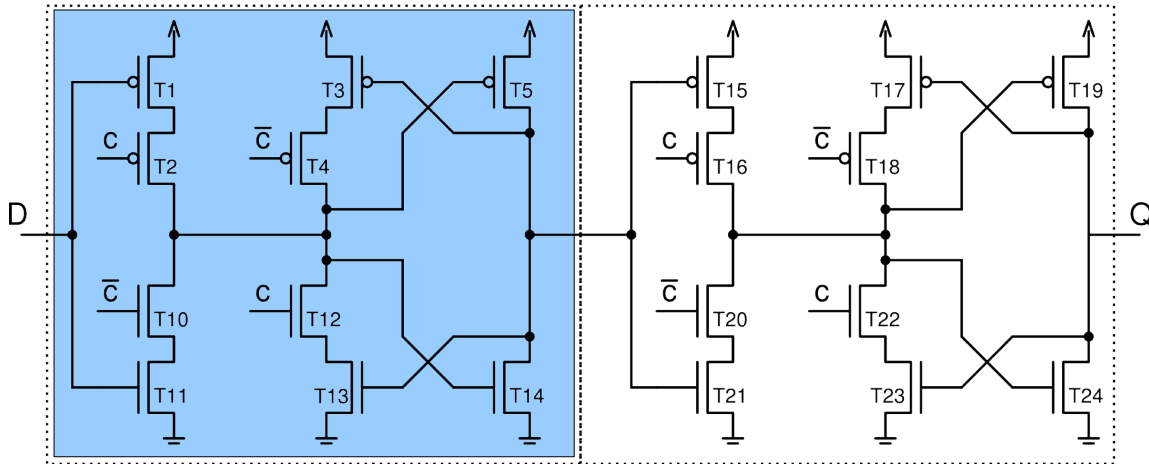 T1 T3 T5 T15 T17 T19
C T2 C̅ T4 C T16 C̅ T18
D Q
C̅ T10 C T12 C̅ T20 C T22
T11 T13 T14 T21 T23 T24